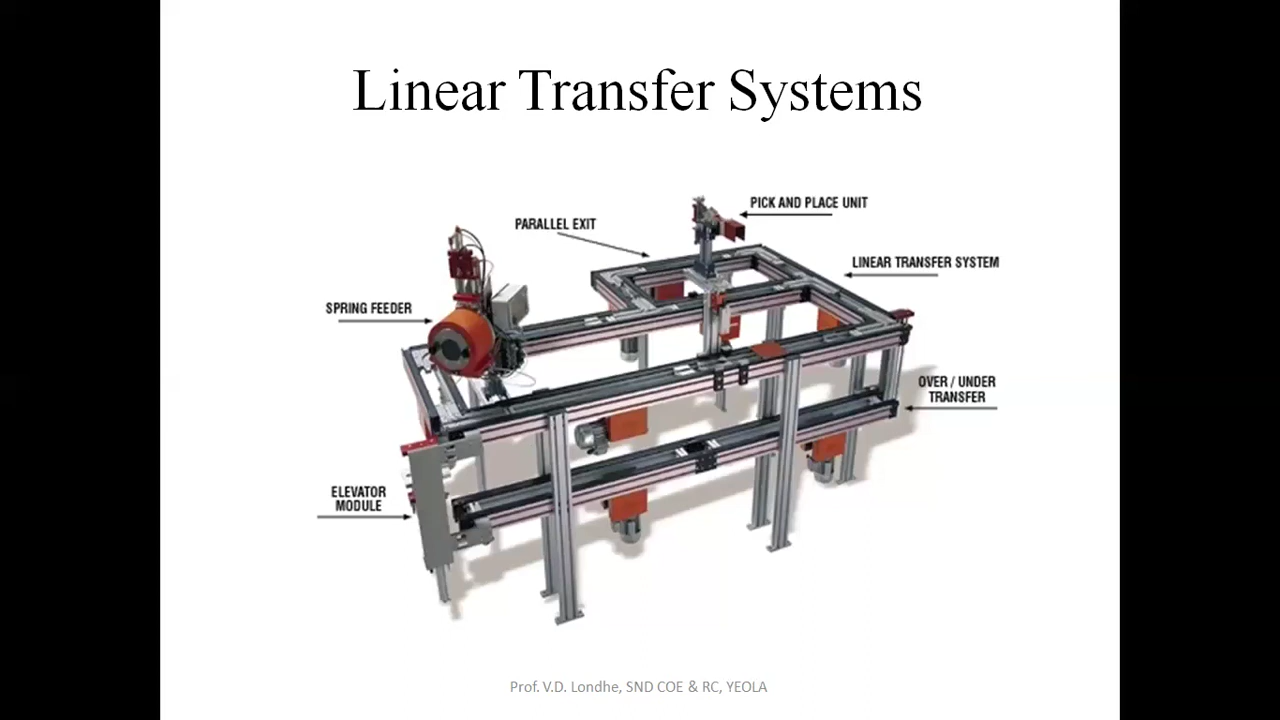 Linear Transfer Systems
PICK AND PLACE UNIT
PARALLEL EXIT
LINEAR TRANSFER SYSTEM
SPRING FEEDER
OVER / UNDER
TRANSFER
ELEVATOR
MODULE
Prof. V.D. Londhe, SND COE & RC, YEOLA